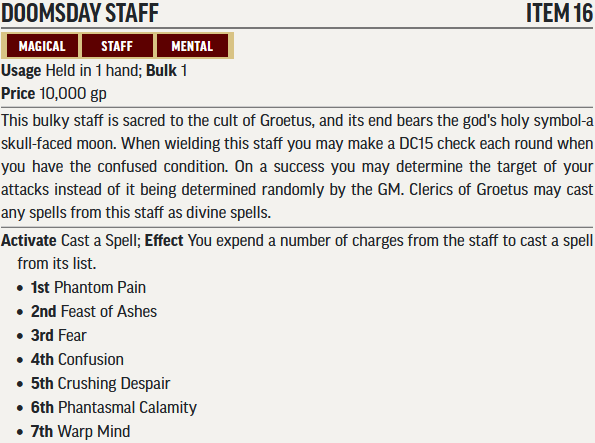 DOOMSDAY STAFF ITEM 16
MAGICAL STAFF MENTAL
Usage Held in 1 hand; Bulk 1
Price 10,000 gp
This bulky staff is sacred to the cult of Groetus, and its end bears the god's holy symbol-a
skull-faced moon. When wielding this staff you may make a DC15 check each round when
you have the confused condition. On a success you may determine the target of your
attacks instead of it being determined randomly by the GM. Clerics of Groetus may cast
any spells from this staff as divine spells.
Activate Cast a Spell; Effect You expend a number of charges from the staff to cast a spell
from its list.
• 1st Phantom Pain
• 2nd Feast of Ashes
• 3rd Fear
• 4th Confusion
• 5th Crushing Despair
• 6th Phantasmal Calamity
• 7th Warp Mind